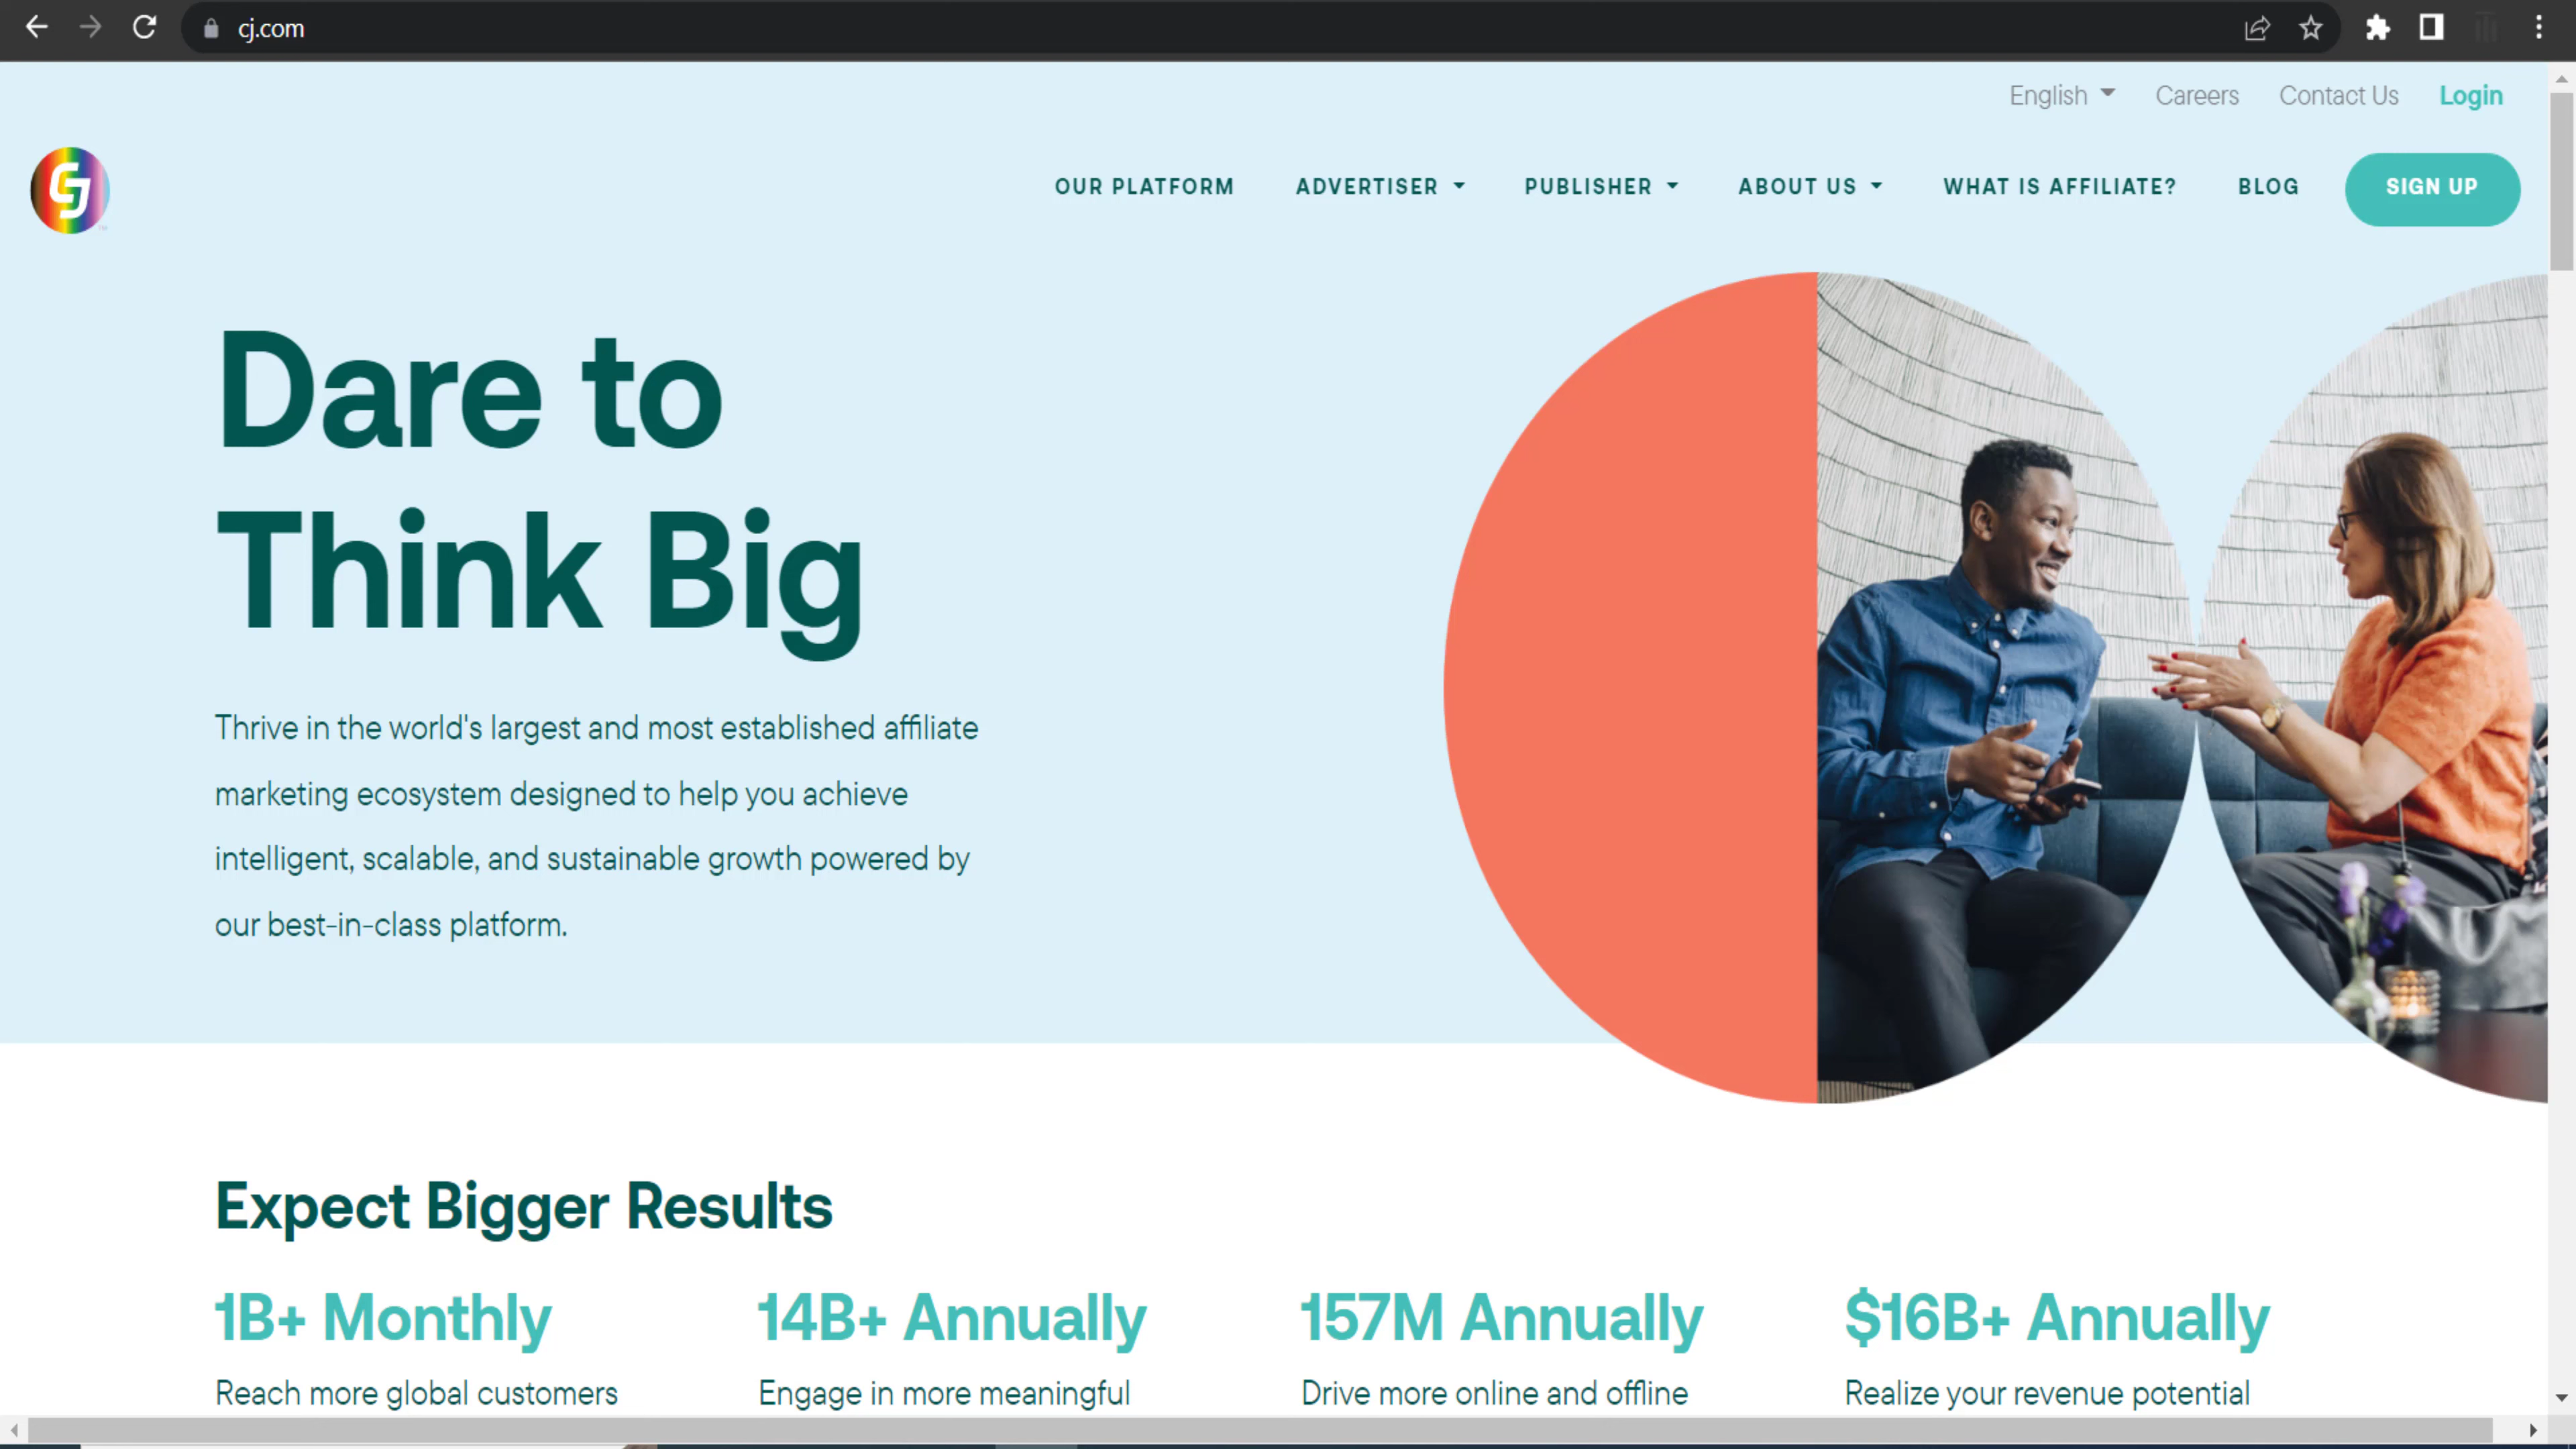 cj.com
English Careers Contact Us Login
CJ
OUR PLATFORM ADVERTISER PUBLISHER ABOUT US WHAT IS AFFILIATE? BLOG SIGN UP
Dare to
Think Big
Thrive in the world's largest and most established affiliate
marketing ecosystem designed to help you achieve
intelligent, scalable, and sustainable growth powered by
our best-in-class platform.
Expect Bigger Results
1B+ Monthly 14B+ Annually 157M Annually $16B+ Annually
Reach more global customers Engage in more meaningful Drive more online and offline Realize your revenue potential